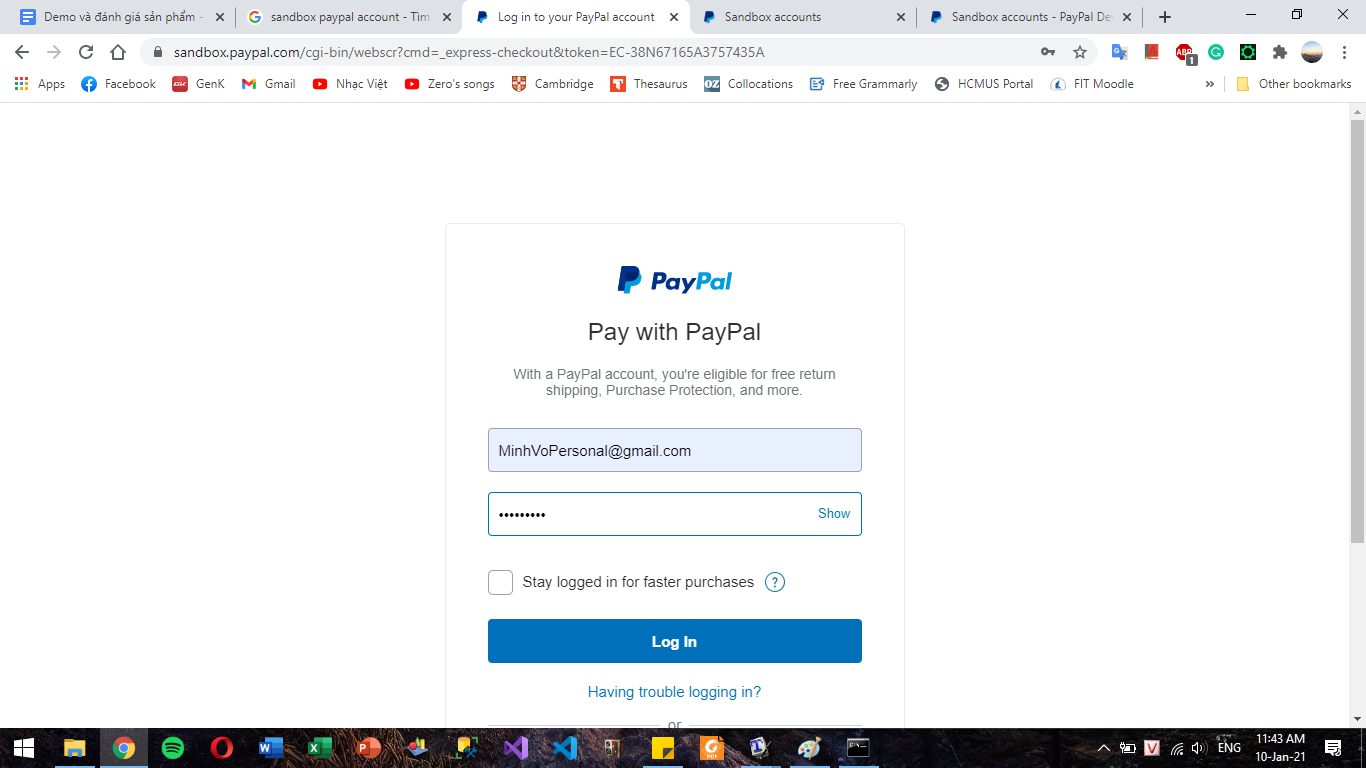 Demo và đánh giá sản phẩm -
sandbox paypal account - Tìm
Log in to your PayPal account
Sandbox accounts
Sandbox accounts - PayPal De
sandbox.paypal.com/cgi-bin/webscr?cmd=_express-checkout&token=EC-38N67165A3757435A
ABP
1
Apps
Facebook
GenK
Gmail
Nhạc Việt
Zero's songs
Cambridge
Thesaurus
OZ
Collocations
Free Grammarly
HCMUS Portal
FIT Moodle
Other bookmarks
PayPal
Pay with PayPal
With a PayPal account, you're eligible for free return
shipping, Purchase Protection, and more.
MinhVoPersonal@gmail.com
••••••••• Show
Stay logged in for faster purchases ?
Log In
Having trouble logging in?
or
V
ENG
11:43 AM
10-Jan-21